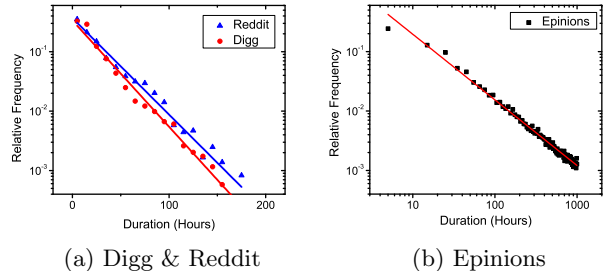 Relative Frequency
10⁻¹
10⁻²
10⁻³
Reddit
Digg
0 100 200
Duration (Hours)
(a) Digg & Reddit
Relative Frequency
10⁻¹
10⁻²
10⁻³
Epinions
10 100 1000
Duration (Hours)
(b) Epinions